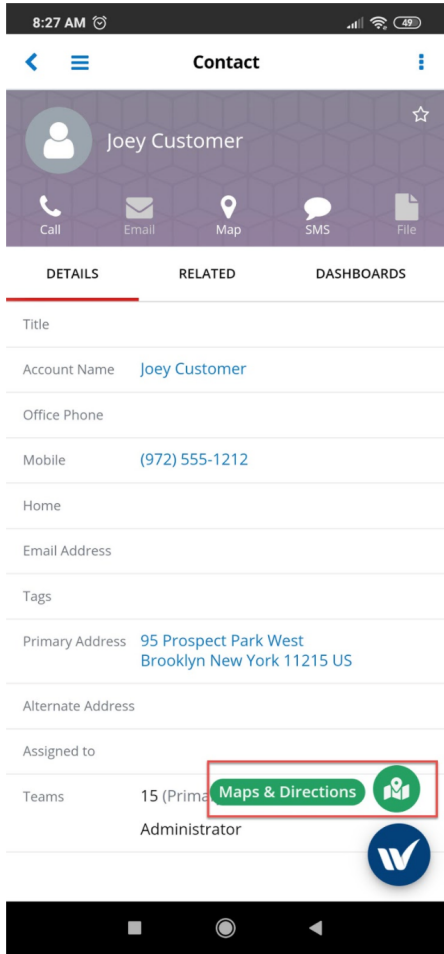 8:27 AM
49
Contact
Joey Customer
Call
Email
Map
SMS
File
DETAILS
RELATED
DASHBOARDS
Title
Account Name Joey Customer
Office Phone
Mobile (972) 555-1212
Home
Email Address
Tags
Primary Address 95 Prospect Park West
Brooklyn New York 11215 US
Alternate Address
Assigned to
Teams 15 (Prima
Maps & Directions
Administrator